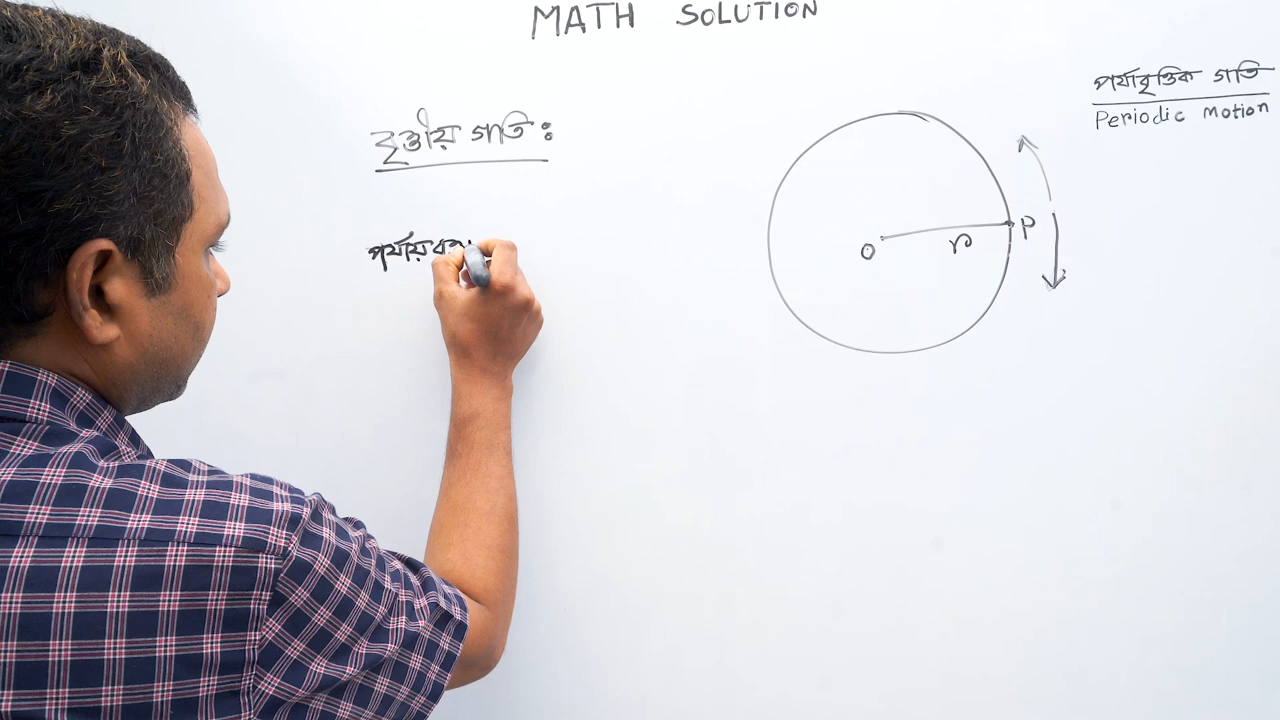 MATH SOLUTION
পর্যাবৃত্তিক গতি
Periodic Motion
বৃত্তীয় গতি :
O
r
P